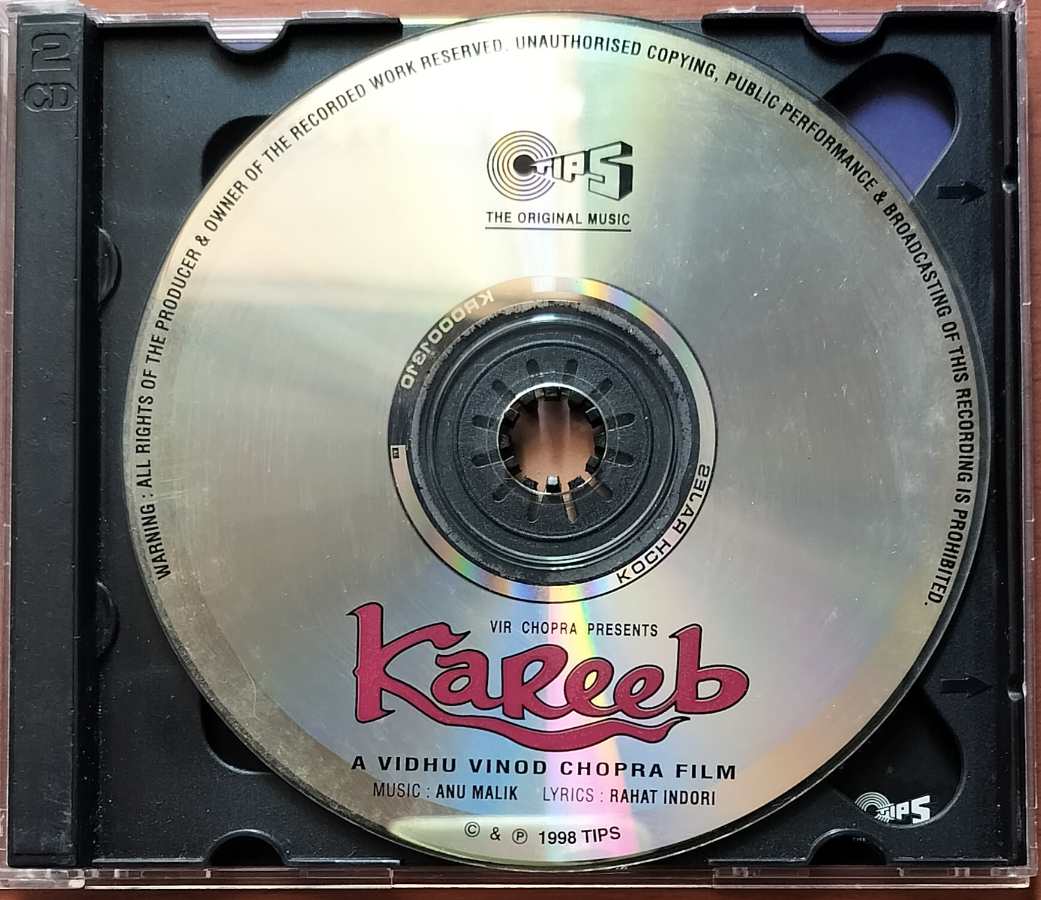 2
CD
WARNING : ALL RIGHTS OF THE PRODUCER & OWNER OF THE RECORDED WORK RESERVED. UNAUTHORISED COPYING, PUBLIC PERFORMANCE & BROADCASTING OF THIS RECORDING IS PROHIBITED.
TIPS
THE ORIGINAL MUSIC
KOCH
VIR CHOPRA PRESENTS
Kareeb
A VIDHU VINOD CHOPRA FILM
MUSIC : ANU MALIK LYRICS : RAHAT INDORI
© & ℗ 1998 TIPS
TIPS